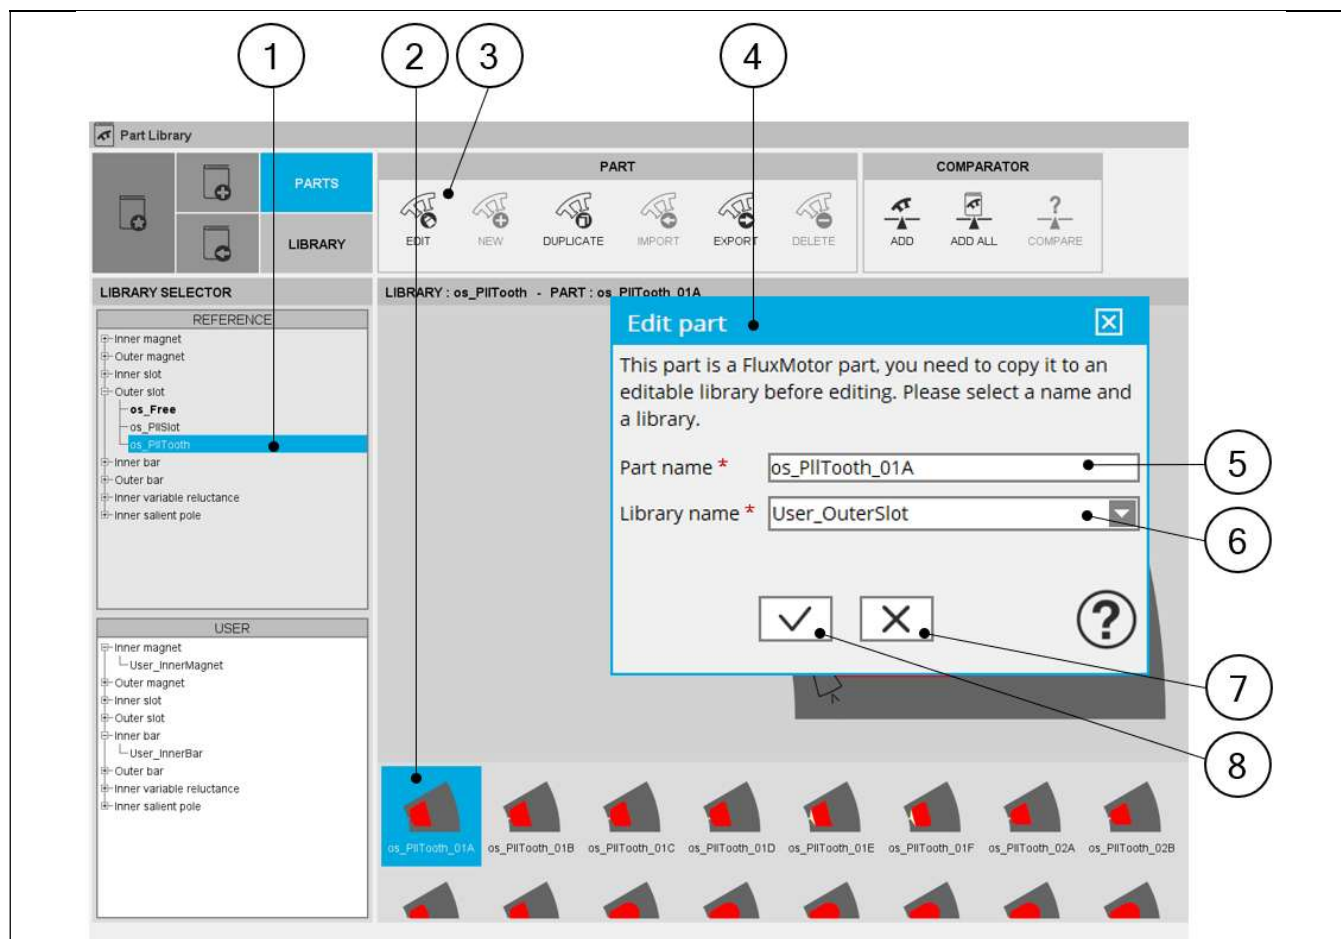 1
2
3
4
Part Library
PARTS
LIBRARY
PART
EDIT
NEW
DUPLICATE
IMPORT
EXPORT
DELETE
COMPARATOR
ADD
ADD ALL
COMPARE
LIBRARY SELECTOR
LIBRARY : os_PllTooth - PART : os_PllTooth_01A
REFERENCE
Inner magnet
Outer magnet
Inner slot
Outer slot
os_Free
os_PllSlot
os_PllTooth
Inner bar
Outer bar
Inner variable reluctance
Inner salient pole
Edit part
This part is a FluxMotor part, you need to copy it to an
editable library before editing. Please select a name and
a library.
Part name * os_PllTooth_01A
Library name * User_OuterSlot
?
5
6
7
8
USER
Inner magnet
User_InnerMagnet
Outer magnet
Inner slot
Outer slot
Inner bar
User_InnerBar
Outer bar
Inner variable reluctance
Inner salient pole
os_PllTooth_01A
os_PllTooth_01B
os_PllTooth_01C
os_PllTooth_01D
os_PllTooth_01E
os_PllTooth_01F
os_PllTooth_02A
os_PllTooth_02B